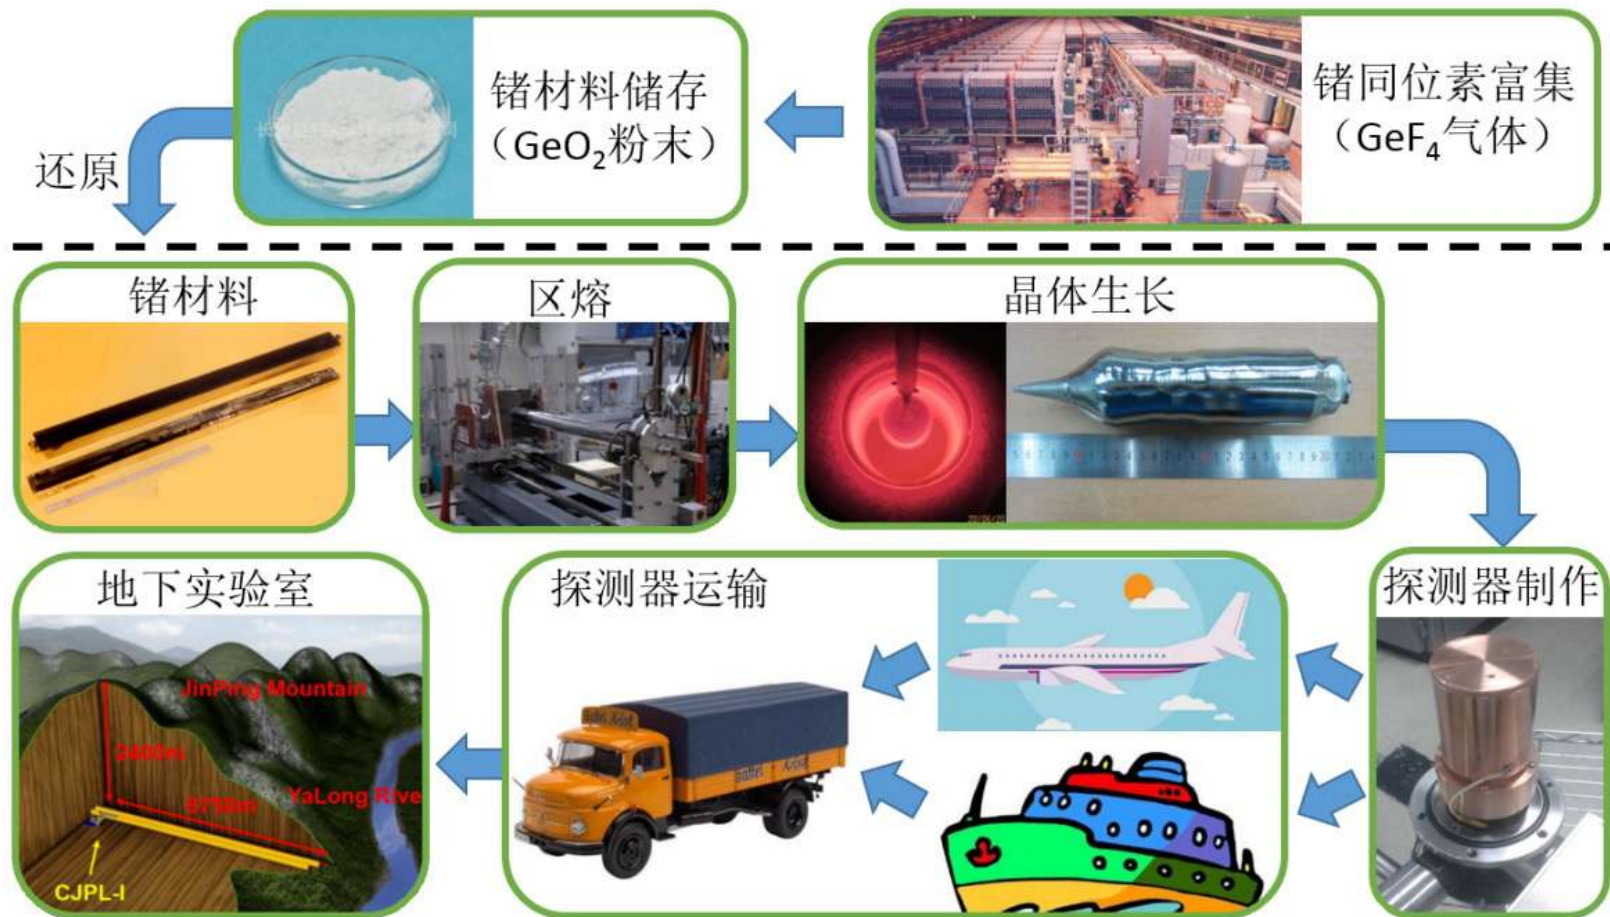 锗材料储存
（GeO₂粉末）
锗同位素富集
（GeF₄气体）
还原
锗材料
区熔
晶体生长
地下实验室
JinPing Mountain
2400m
YaLong Rive
CJPL-I
探测器运输
探测器制作